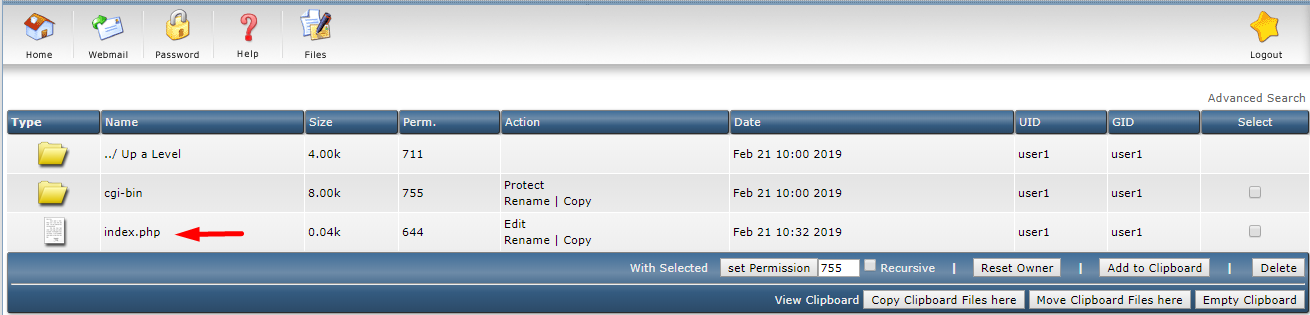 Home Webmail Password Help Files Logout
Advanced Search
Type Name Size Perm. Action Date UID GID Select
../ Up a Level 4.00k 711 Feb 21 10:00 2019 user1 user1
cgi-bin 8.00k 755 Protect Feb 21 10:00 2019 user1 user1
Rename | Copy
index.php 0.04k 644 Edit Feb 21 10:32 2019 user1 user1
Rename | Copy
With Selected set Permission 755 Recursive | Reset Owner | Add to Clipboard | Delete
View Clipboard Copy Clipboard Files here Move Clipboard Files here Empty Clipboard